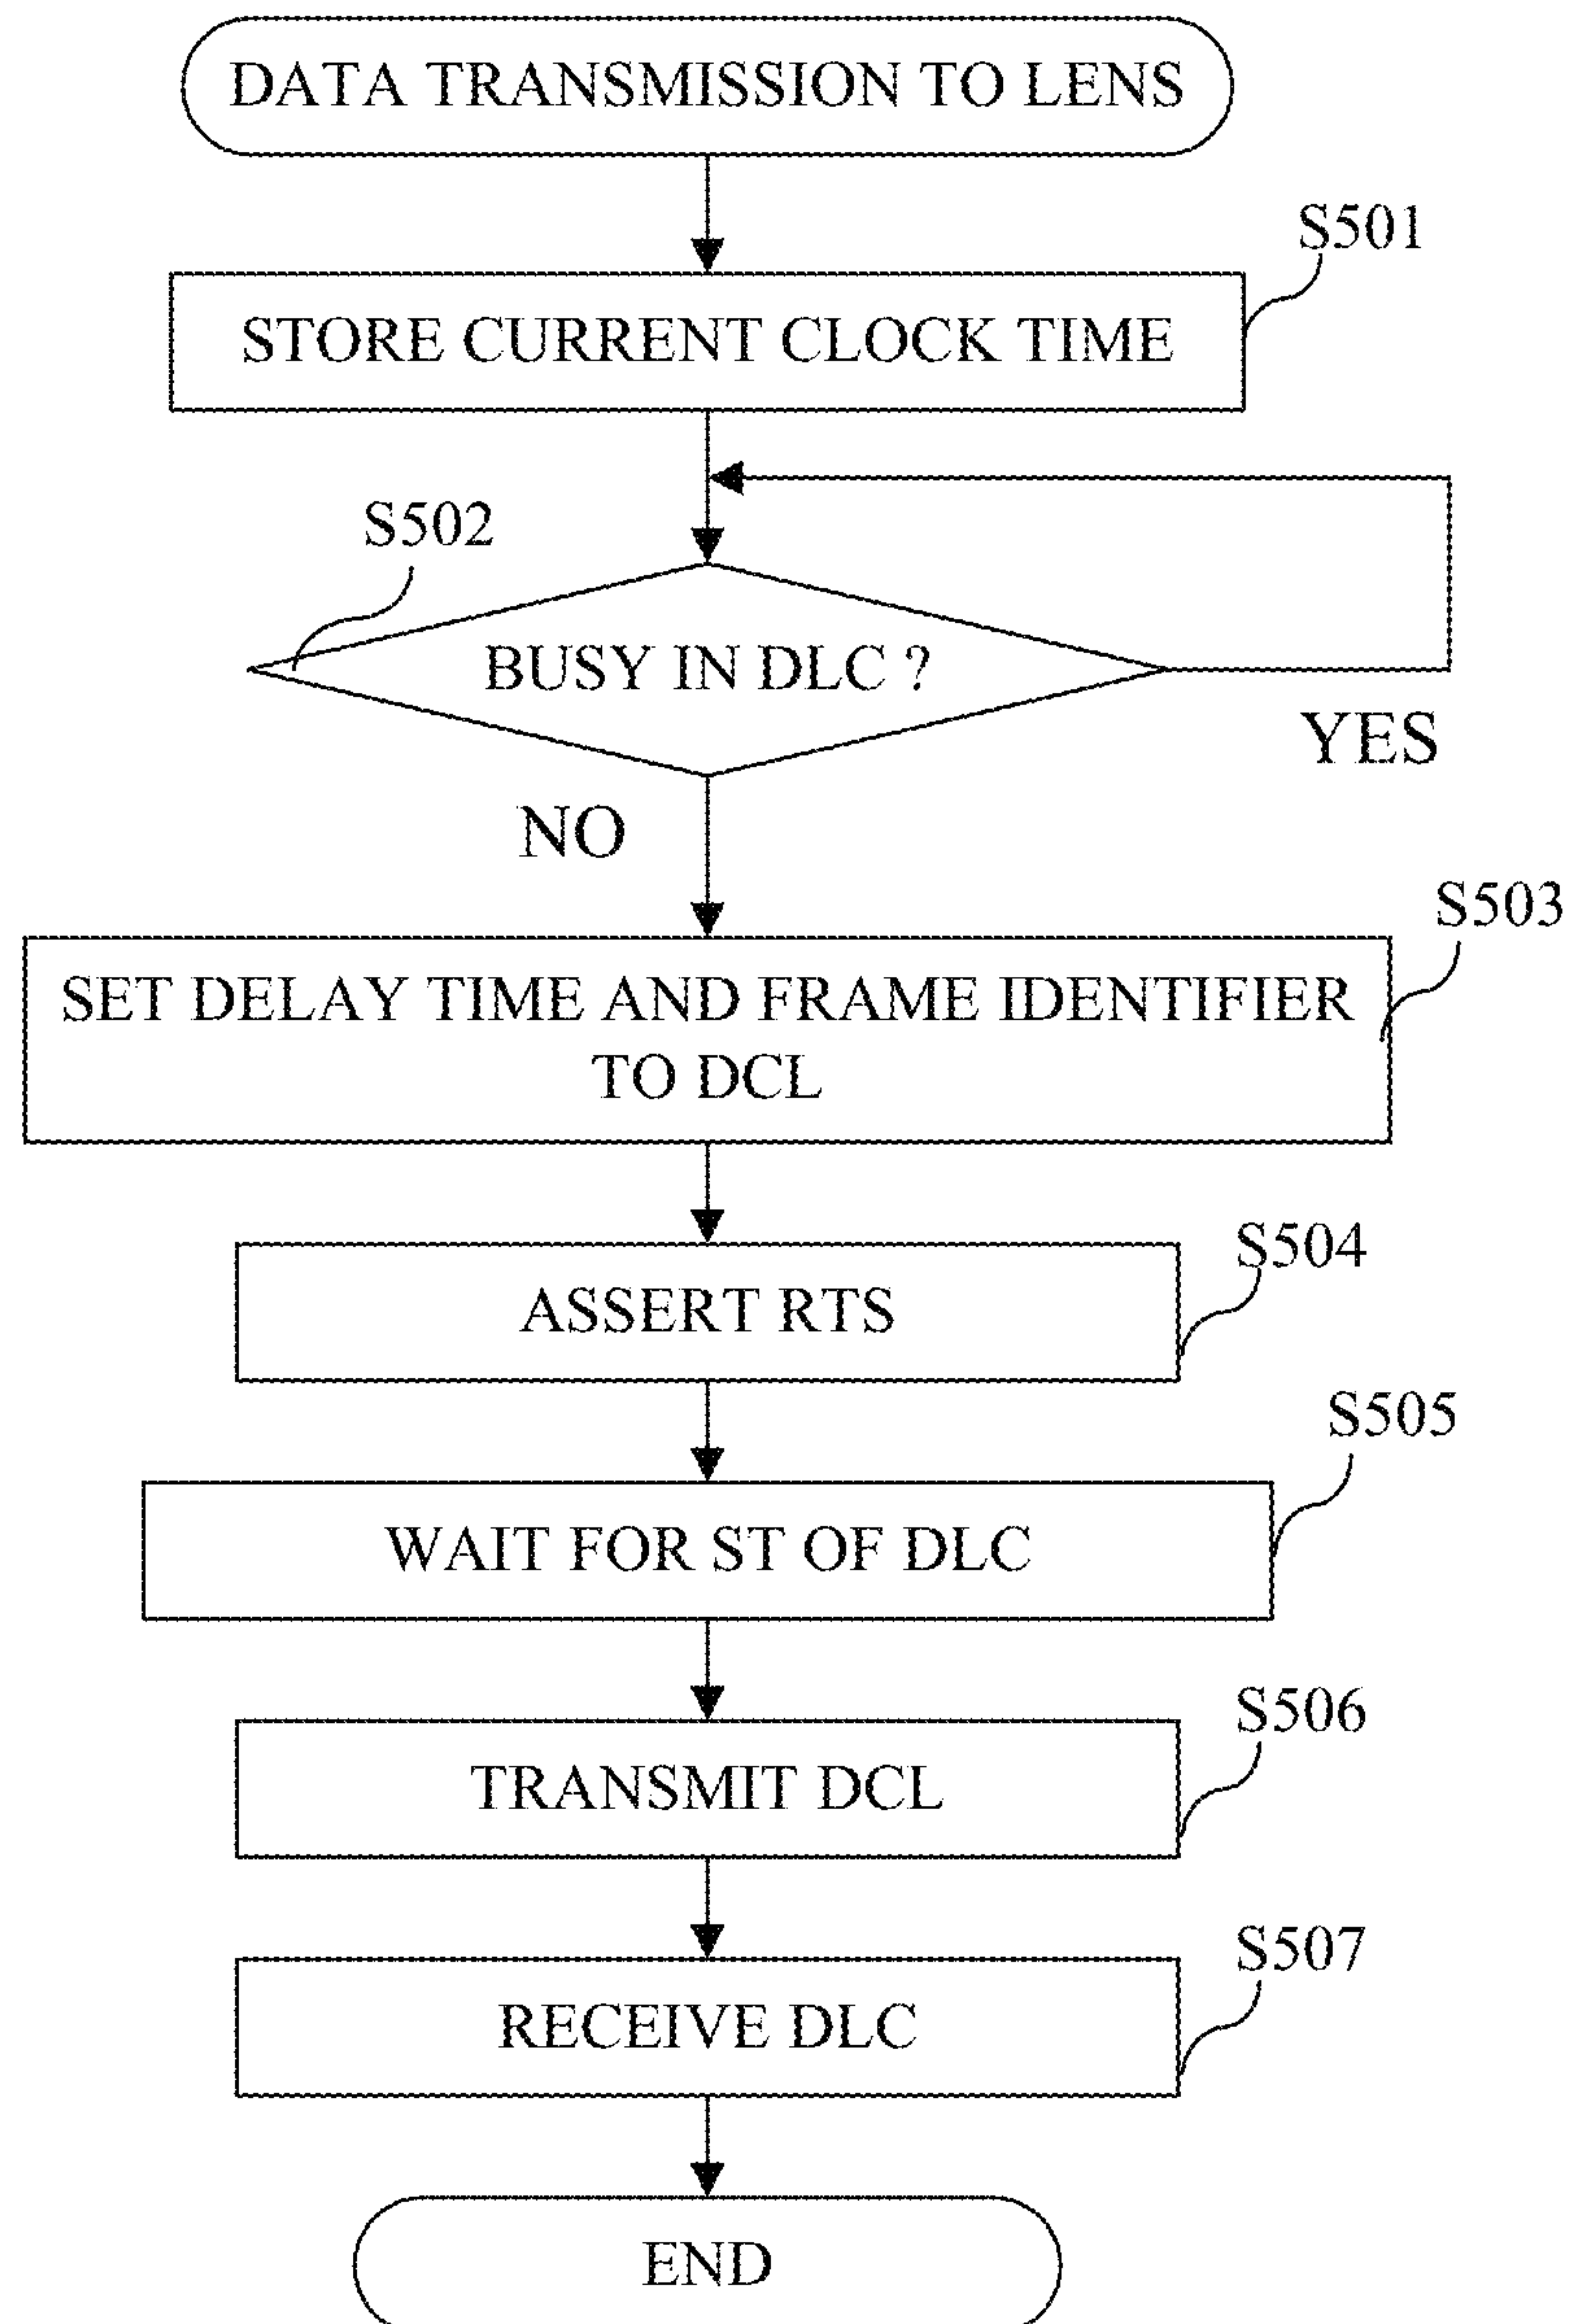 DATA TRANSMISSION TO LENS
S501
STORE CURRENT CLOCK TIME
S502
BUSY IN DLC ?
YES
NO
S503
SET DELAY TIME AND FRAME IDENTIFIER
TO DCL
S504
ASSERT RTS
S505
WAIT FOR ST OF DLC
S506
TRANSMIT DCL
S507
RECEIVE DLC
END